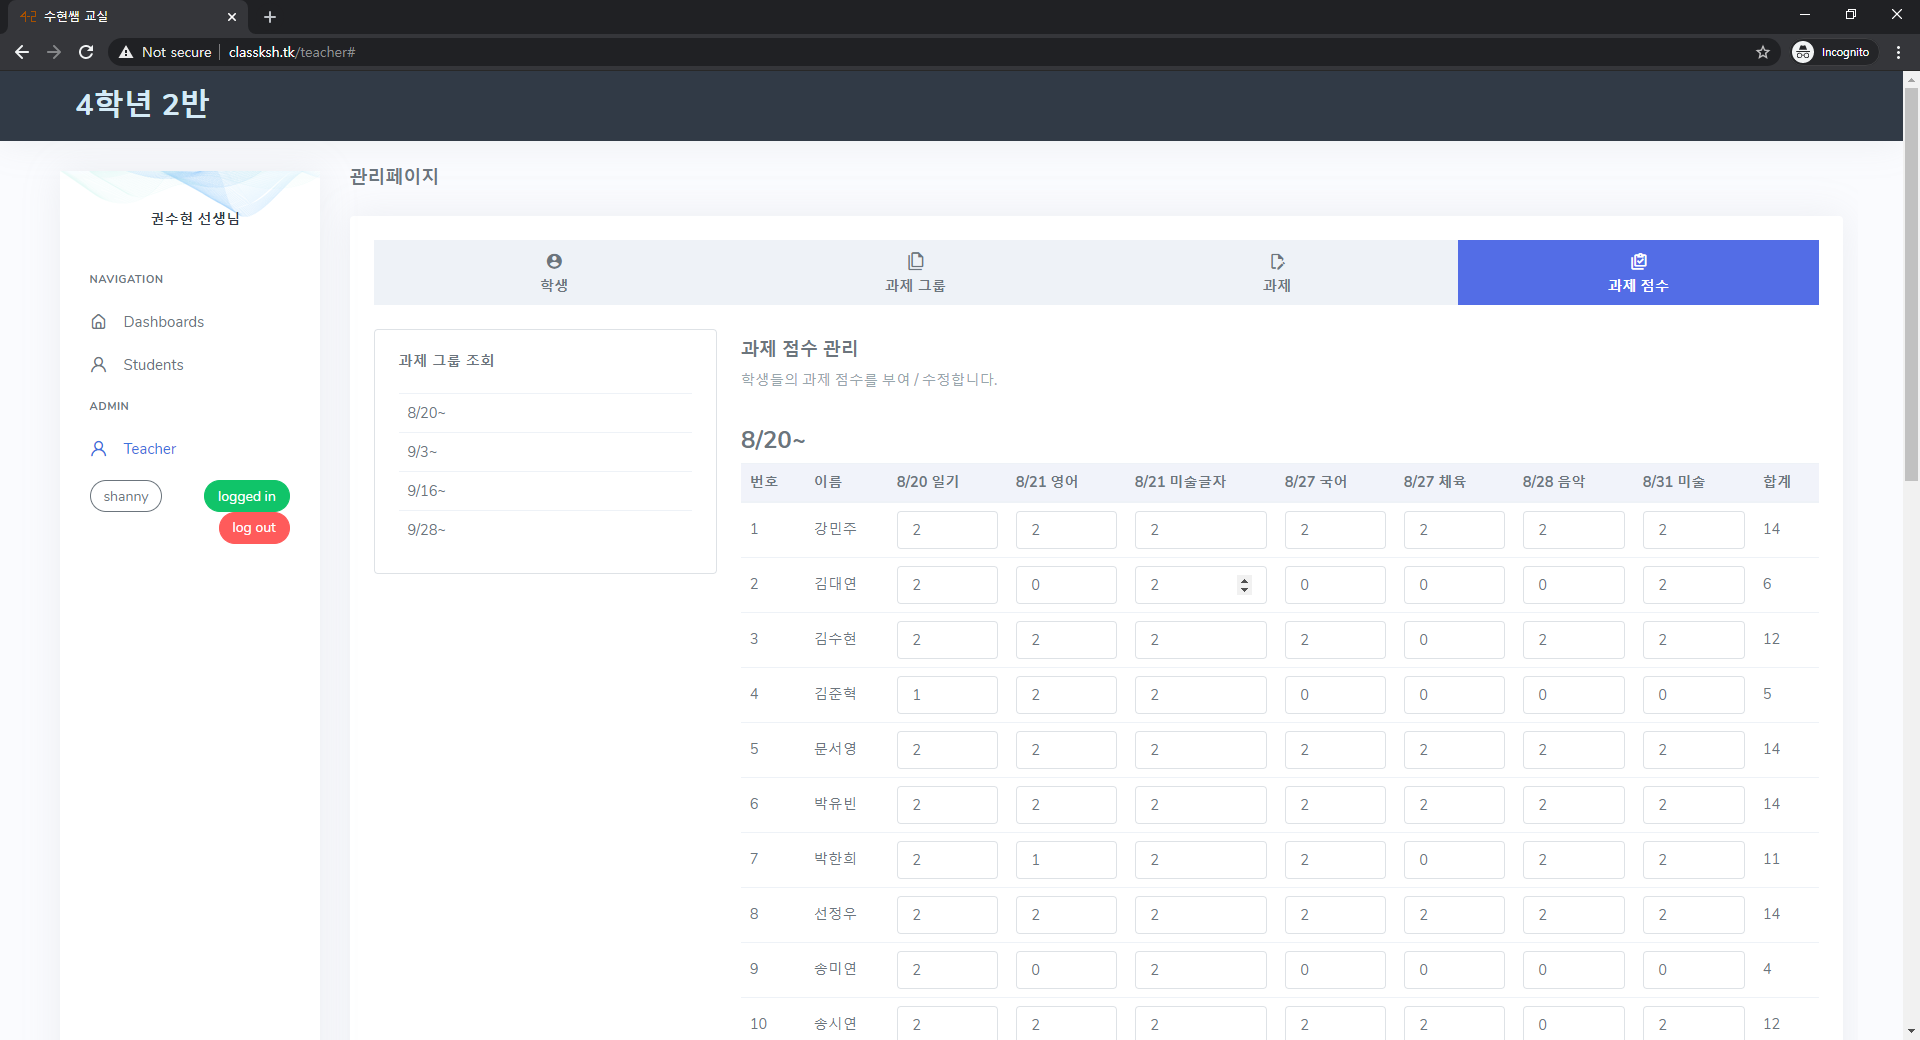 수현쌤 교실
Not secure classksh.tk/teacher#
Incognito
4학년 2반
권수현 선생님
NAVIGATION
Dashboards
Students
ADMIN
Teacher
shanny logged in
log out
관리페이지
학생 과제 그룹 과제 과제 점수
과제 그룹 조회
8/20~
9/3~
9/16~
9/28~
과제 점수 관리
학생들의 과제 점수를 부여 / 수정합니다.
8/20~
번호 이름 8/20 일기 8/21 영어 8/21 미술글자 8/27 국어 8/27 체육 8/28 음악 8/31 미술 합계
1 강민주 2 2 2 2 2 2 2 14
2 김대연 2 0 2 0 0 0 2 6
3 김수현 2 2 2 2 0 2 2 12
4 김준혁 1 2 2 0 0 0 0 5
5 문서영 2 2 2 2 2 2 2 14
6 박유빈 2 2 2 2 2 2 2 14
7 박한희 2 1 2 2 0 2 2 11
8 선정우 2 2 2 2 2 2 2 14
9 송미연 2 0 2 0 0 0 0 4
10 송시연 2 2 2 2 2 0 2 12